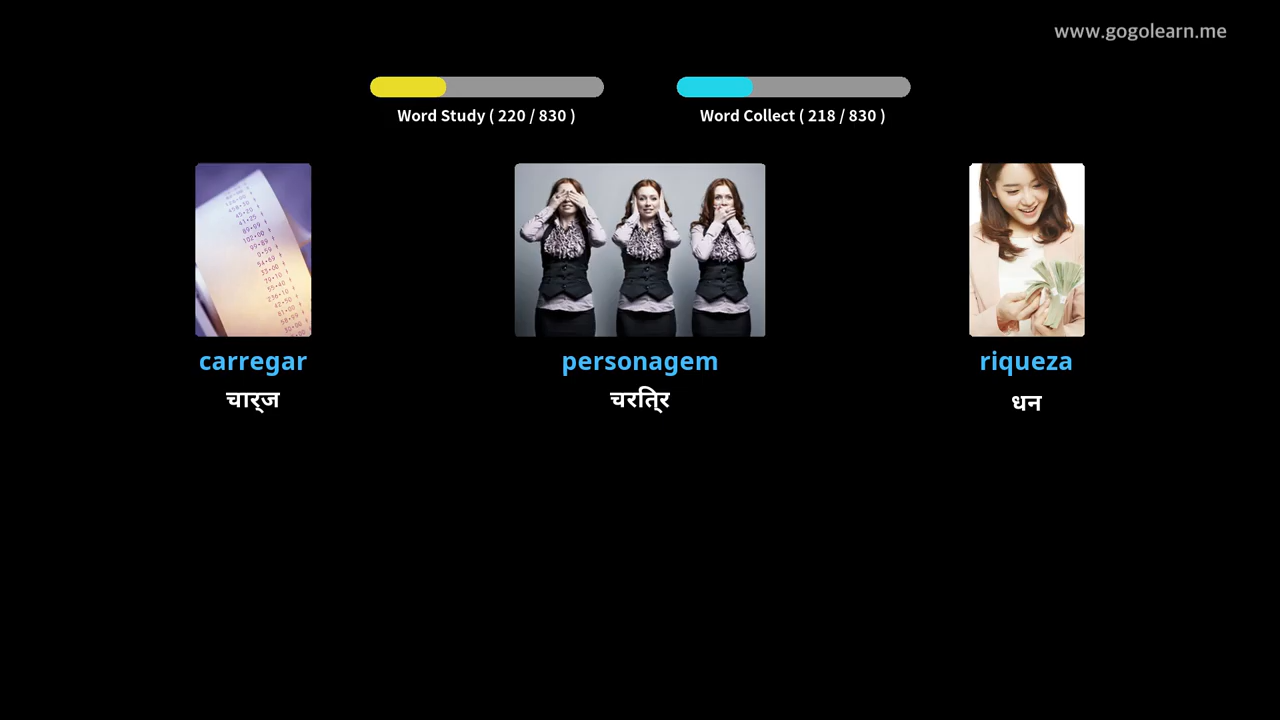 www.gogolearn.me
Word Study ( 220 / 830 )
Word Collect ( 218 / 830 )
carregar
personagem
riqueza
चार्ज
चरित्र
धन